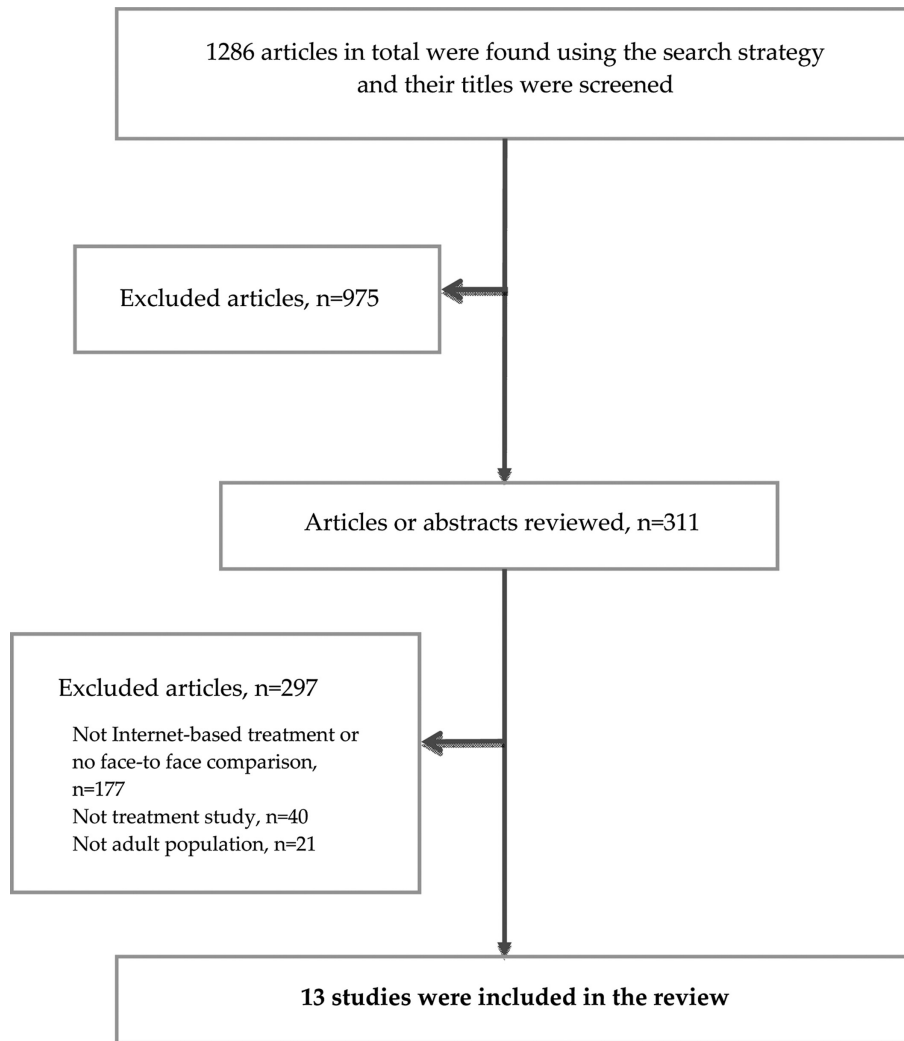 1286 articles in total were found using the search strategy
and their titles were screened
Excluded articles, n=975
Articles or abstracts reviewed, n=311
Excluded articles, n=297
Not Internet-based treatment or
no face-to face comparison,
n=177
Not treatment study, n=40
Not adult population, n=21
13 studies were included in the review